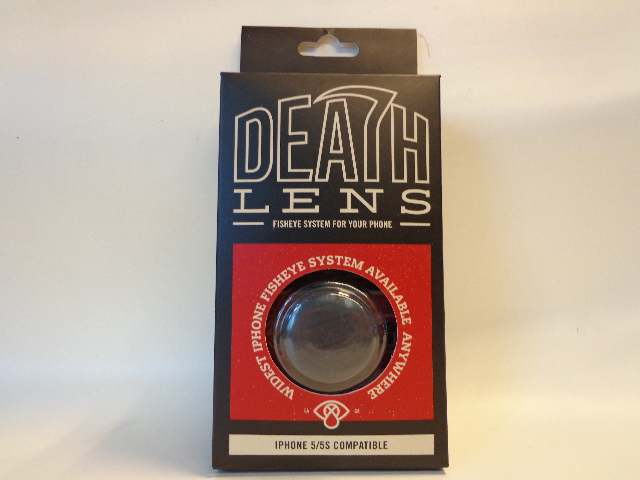 DEATH
LENS
FISHEYE SYSTEM FOR YOUR PHONE
WIDEST IPHONE FISHEYE SYSTEM AVAILABLE ANYWHERE
IPHONE 5/5S COMPATIBLE